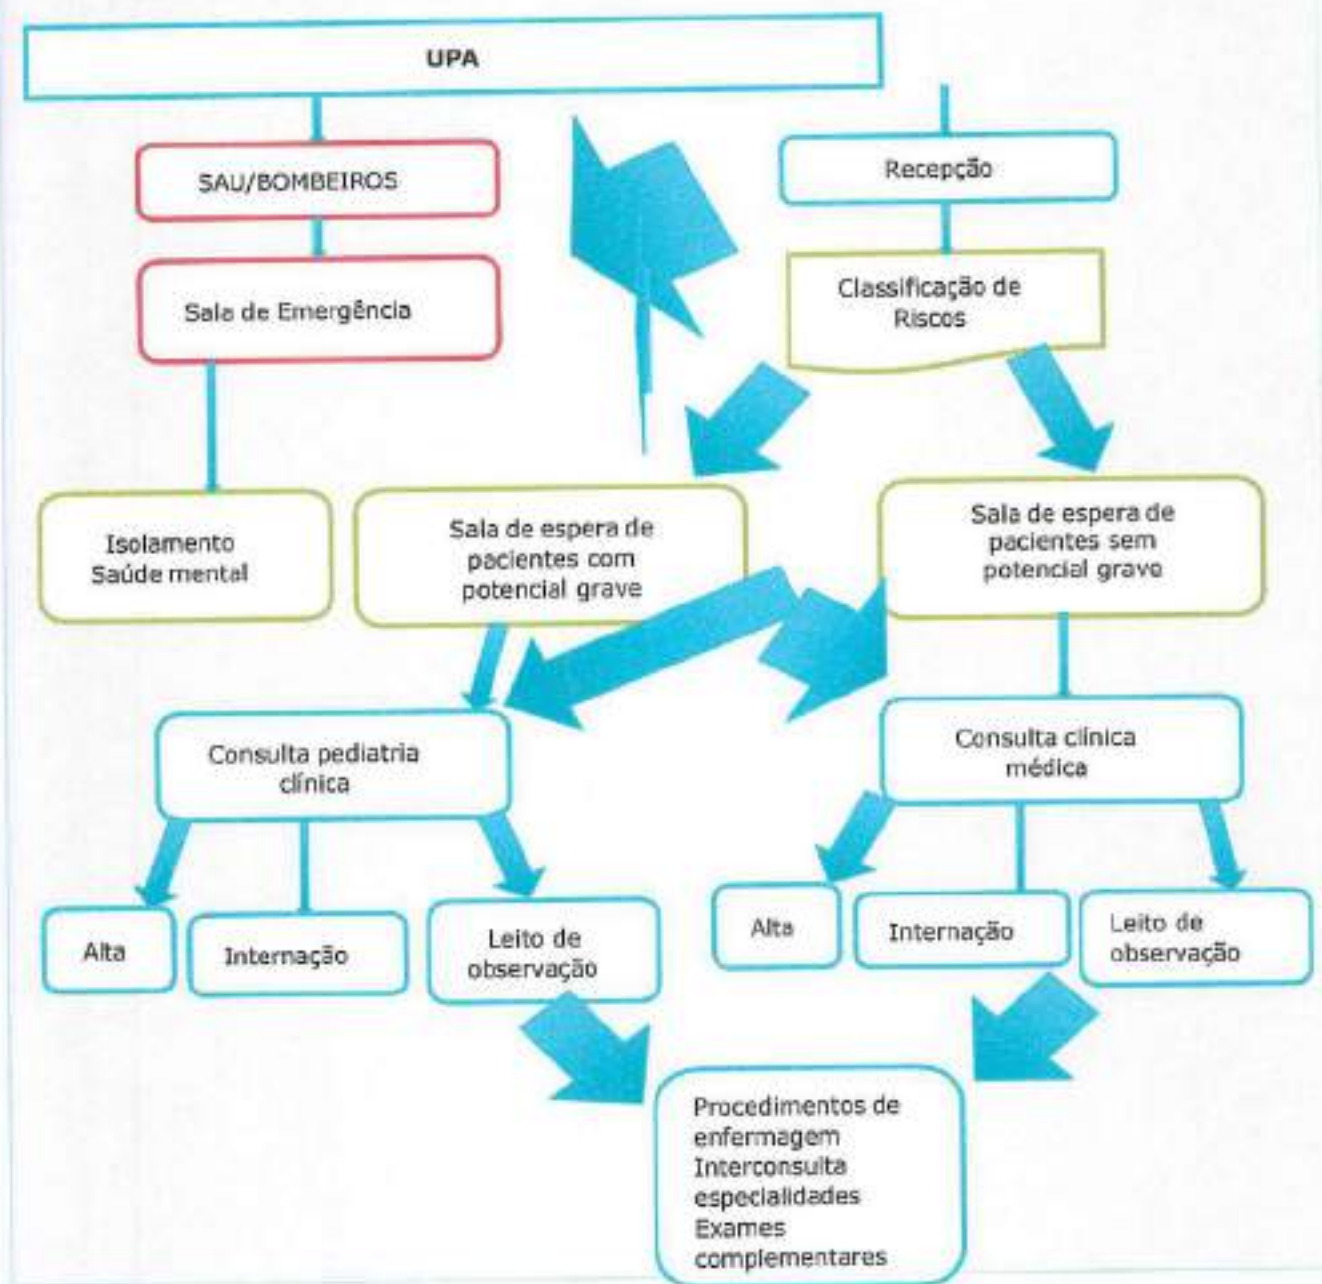 UPA
SAU/BOMBEIROS
Recepção
Sala de Emergência
Classificação de
Riscos
Isolamento
Saúde mental
Sala de espera de
pacientes com
potencial grave
Sala de espera de
pacientes sem
potencial grave
Consulta pediatria
clínica
Consulta clínica
médica
Alta
Internação
Leito de
observação
Alta
Internação
Leito de
observação
Procedimentos de
enfermagem
Interconsulta
especialidades
Exames
complementares